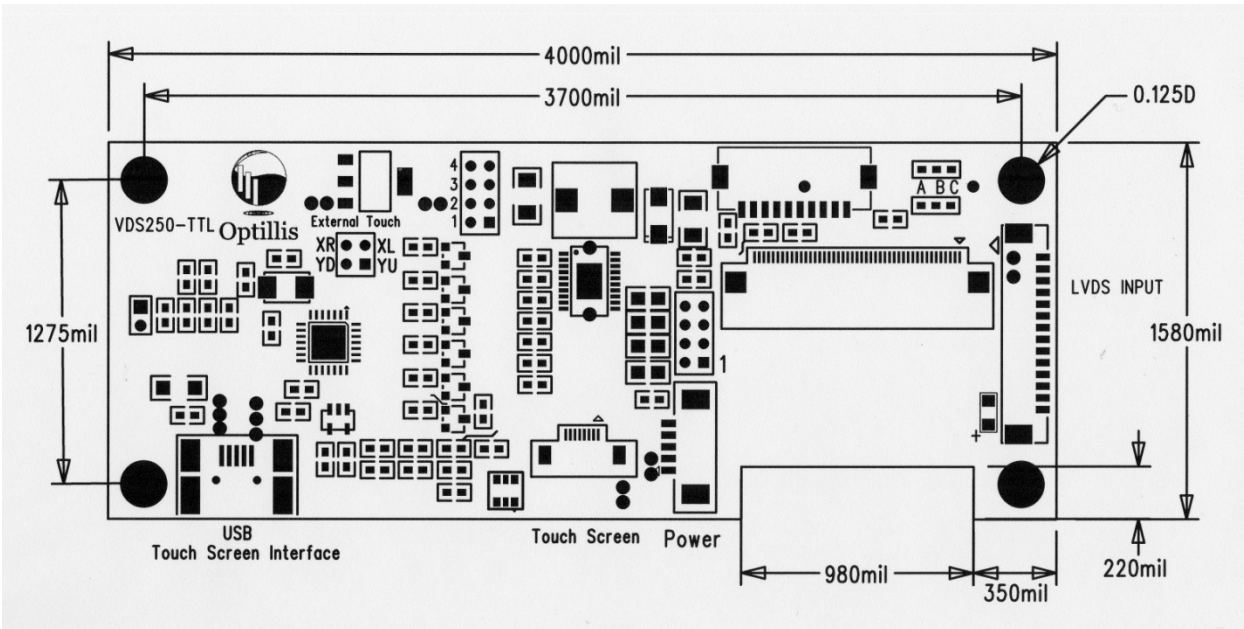 4000mil
3700mil
0.125D
VDS250-TTL
Optillis
External Touch
XR XL
YD YU
4
3
2
1
A B C
LVDS INPUT
1275mil
1580mil
1
+
USB
Touch Screen Interface
Touch Screen
Power
980mil
350mil
220mil